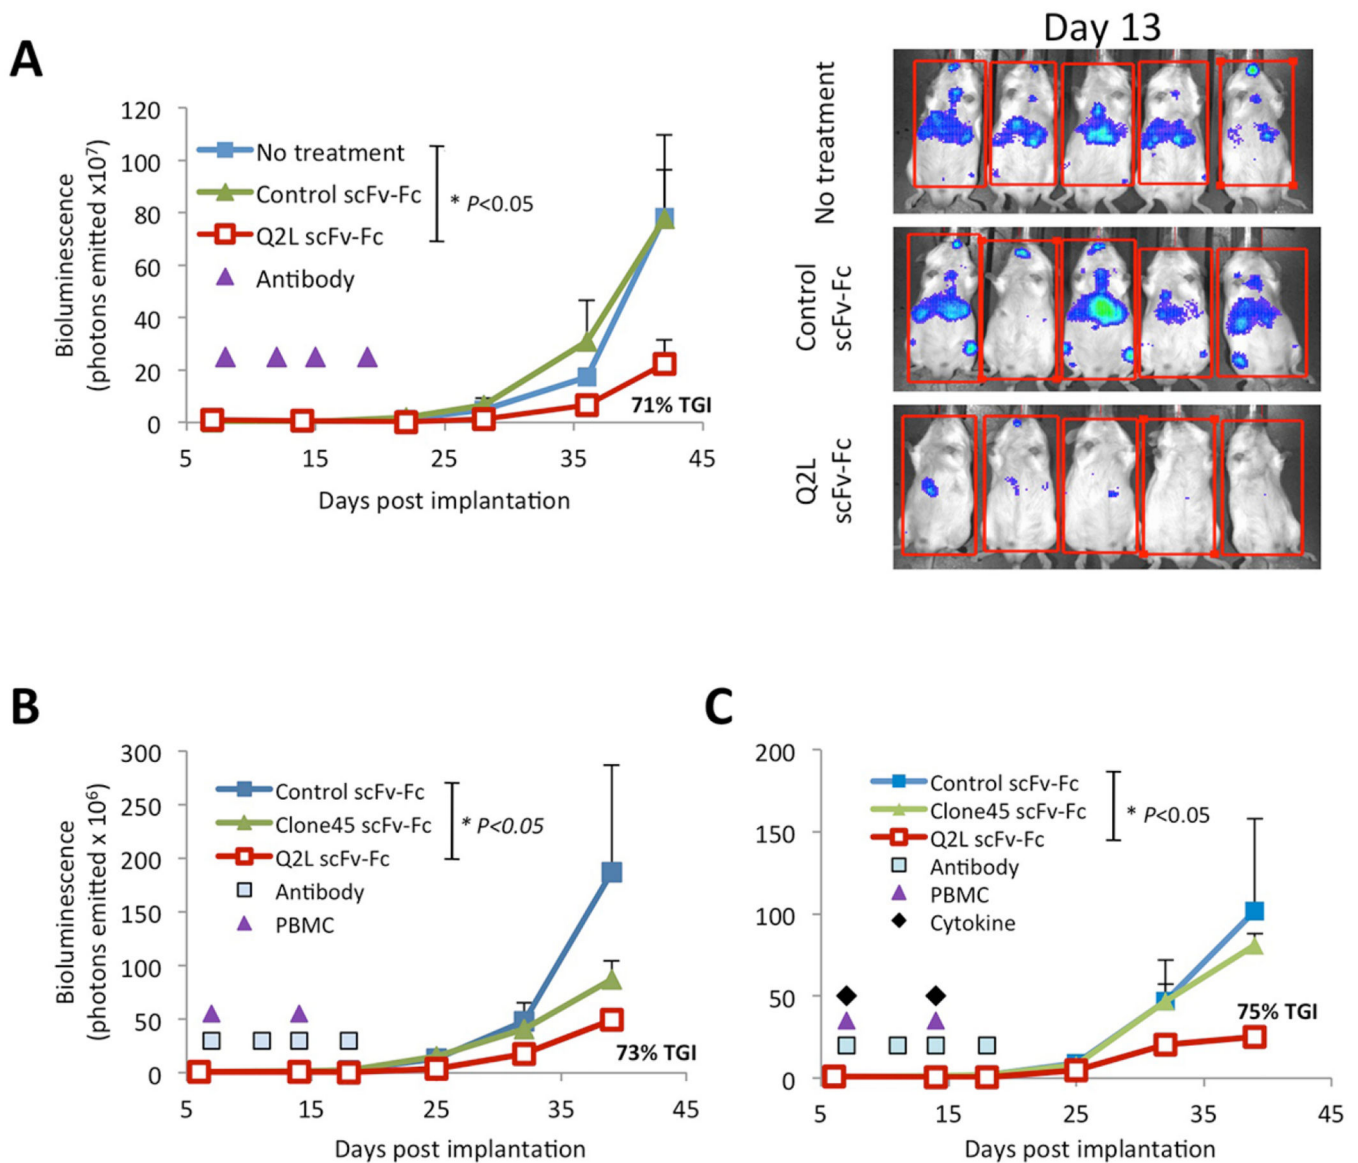 A
120
100
80
60
40
20
0
5
15
25
35
45
Bioluminescence
(photons emitted x10⁷)
Days post implantation
No treatment
Control scFv-Fc
Q2L scFv-Fc
Antibody
* P<0.05
71% TGI
Day 13
No treatment
Control
scFv-Fc
Q2L
scFv-Fc
B
300
250
200
150
100
50
0
5
15
25
35
45
Bioluminescence
(photons emitted x 10⁶)
Days post implantation
Control scFv-Fc
Clone45 scFv-Fc
Q2L scFv-Fc
Antibody
PBMC
* P<0.05
73% TGI
C
200
150
100
50
0
5
15
25
35
45
Days post implantation
Control scFv-Fc
Clone45 scFv-Fc
Q2L scFv-Fc
Antibody
PBMC
Cytokine
* P<0.05
75% TGI